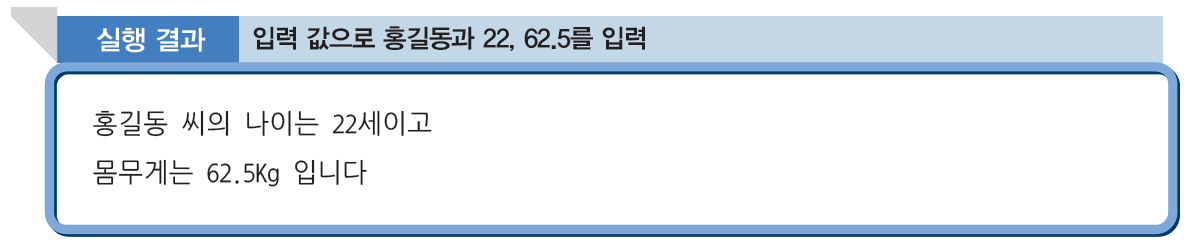 실행 결과 입력 값으로 홍길동과 22, 62.5를 입력
홍길동 씨의 나이는 22세이고
몸무게는 62.5Kg 입니다